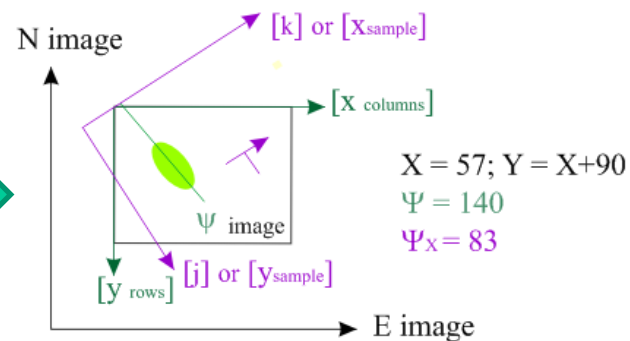 N image
[k] or [xsample]
[x columns]
X = 57; Y = X+90
Ψ = 140
ΨX = 83
ψ image
[j] or [ysample]
[y rows]
E image